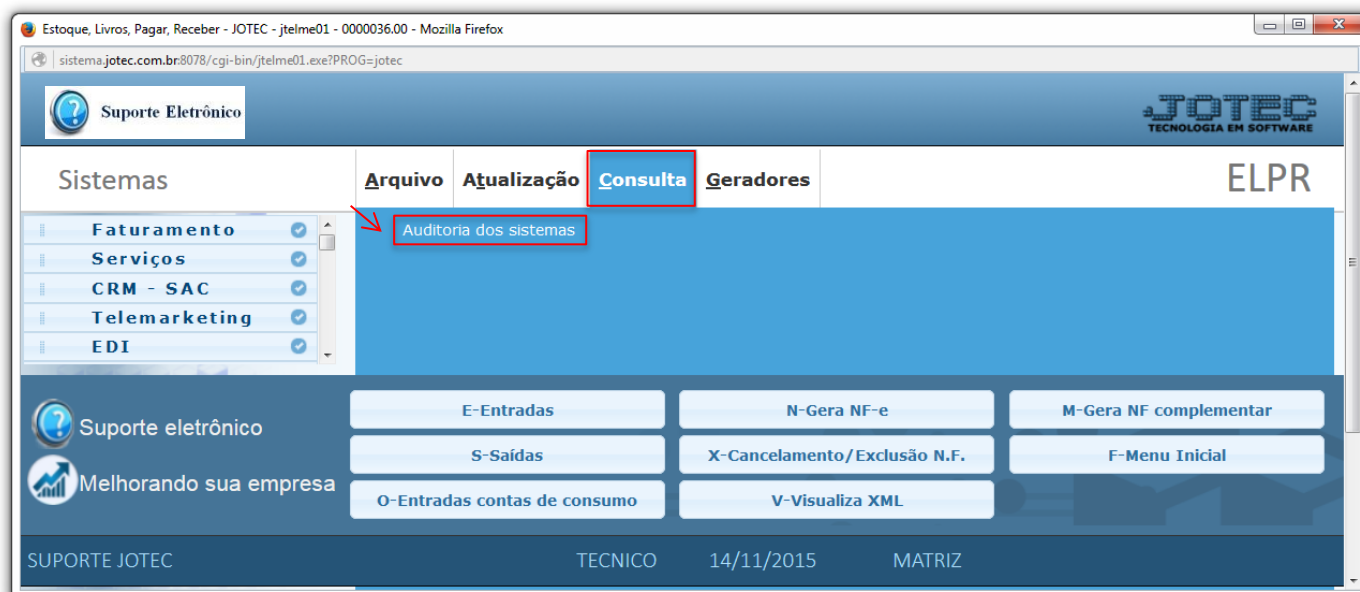 Estoque, Livros, Pagar, Receber - JOTEC - jtelme01 - 0000036.00 - Mozilla Firefox
sistema.jotec.com.br:8078/cgi-bin/jtelme01.exe?PROG=jotec
Suporte Eletrônico
JOTEC
TECNOLOGIA EM SOFTWARE
Sistemas
Arquivo Atualização Consulta Geradores
ELPR
Auditoria dos sistemas
Faturamento
Serviços
CRM - SAC
Telemarketing
EDI
Suporte eletrônico
Melhorando sua empresa
E-Entradas N-Gera NF-e M-Gera NF complementar
S-Saídas X-Cancelamento/Exclusão N.F. F-Menu Inicial
O-Entradas contas de consumo V-Visualiza XML
SUPORTE JOTEC TECNICO 14/11/2015 MATRIZ